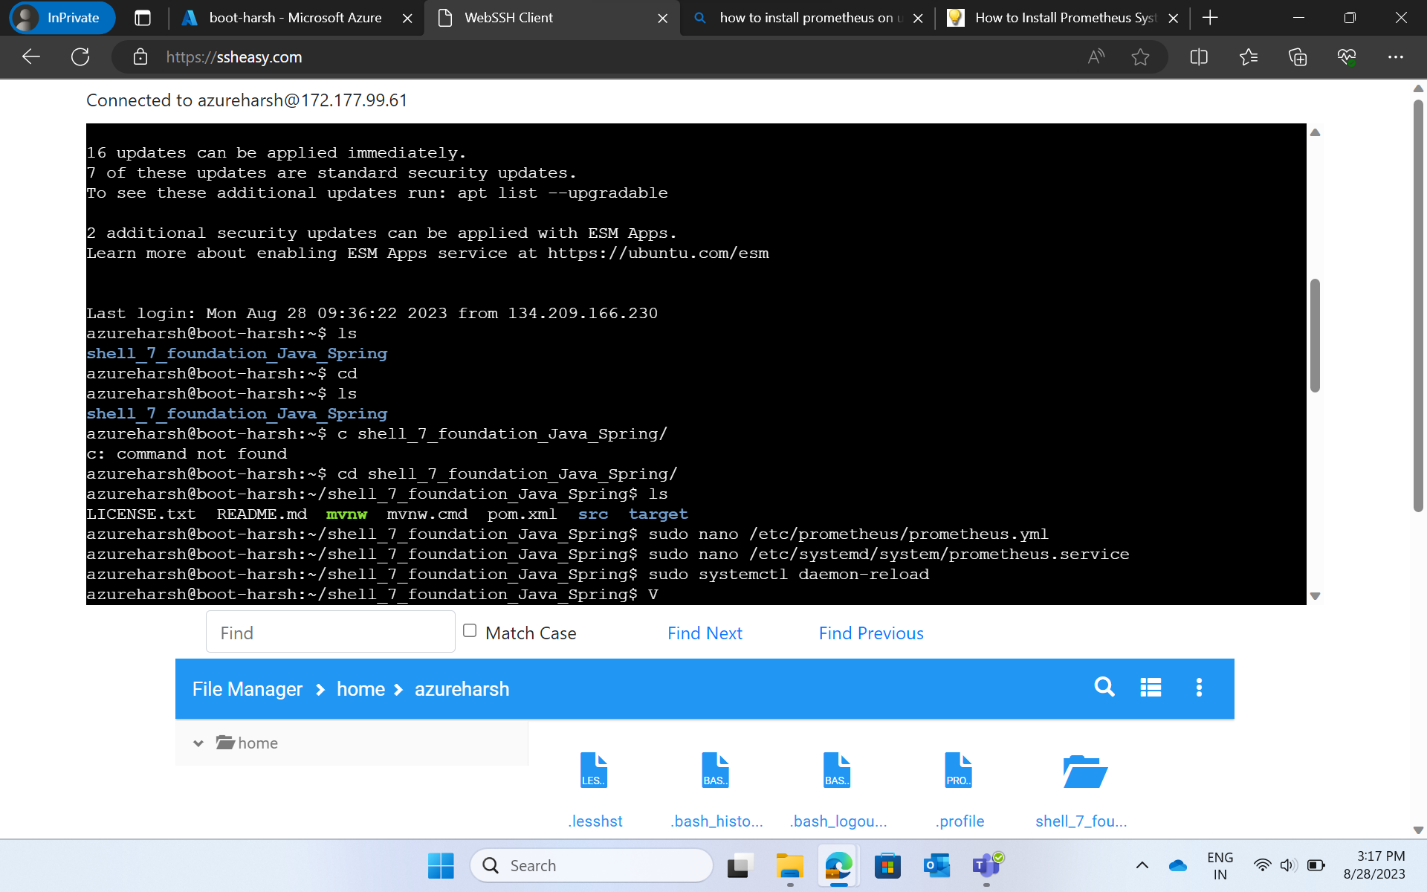 InPrivate
boot-harsh - Microsoft Azure
WebSSH Client
how to install prometheus on u
How to Install Prometheus Syst
https://ssheasy.com
Connected to azureharsh@172.177.99.61
16 updates can be applied immediately.
7 of these updates are standard security updates.
To see these additional updates run: apt list --upgradable
2 additional security updates can be applied with ESM Apps.
Learn more about enabling ESM Apps service at https://ubuntu.com/esm
Last login: Mon Aug 28 09:36:22 2023 from 134.209.166.230
azureharsh@boot-harsh:~$ ls
shell_7_foundation_Java_Spring
azureharsh@boot-harsh:~$ cd
azureharsh@boot-harsh:~$ ls
shell_7_foundation_Java_Spring
azureharsh@boot-harsh:~$ c shell_7_foundation_Java_Spring/
c: command not found
azureharsh@boot-harsh:~$ cd shell_7_foundation_Java_Spring/
azureharsh@boot-harsh:~/shell_7_foundation_Java_Spring$ ls
LICENSE.txt README.md mvnw mvnw.cmd pom.xml src target
azureharsh@boot-harsh:~/shell_7_foundation_Java_Spring$ sudo nano /etc/prometheus/prometheus.yml
azureharsh@boot-harsh:~/shell_7_foundation_Java_Spring$ sudo nano /etc/systemd/system/prometheus.service
azureharsh@boot-harsh:~/shell_7_foundation_Java_Spring$ sudo systemctl daemon-reload
azureharsh@boot-harsh:~/shell_7_foundation_Java_Spring$ V
Find
Match Case
Find Next
Find Previous
File Manager > home > azureharsh
home
LES.. BAS.. BAS.. PRO..
.lesshst .bash_histo... .bash_logou... .profile shell_7_fou...
Search
ENG
IN
3:17 PM
8/28/2023